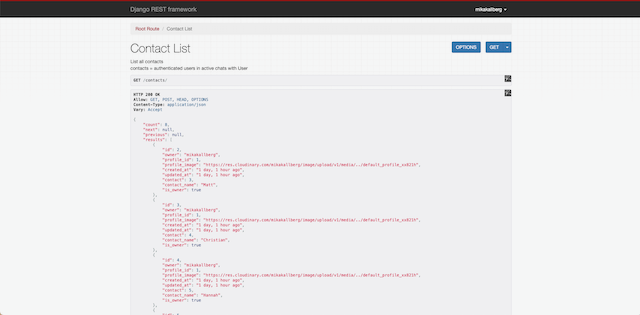 Django REST framework
mikakallberg
Root Route / Contact List
Contact List
OPTIONS
GET
List all contacts
contacts = authenticated users in active chats with User
GET /contacts/
HTTP 200 OK
Allow: GET, POST, HEAD, OPTIONS
Content-Type: application/json
Vary: Accept
{
"count": 8,
"next": null,
"previous": null,
"results": [
{
"id": 2,
"owner": "mikakallberg",
"profile_id": 1,
"profile_image": "https://res.cloudinary.com/mikakallberg/image/upload/v1/media/../
"created_at": "1 day, 1 hour ago",
"updated_at": "1 day, 1 hour ago",
"contact": 3,
"contact_name": "Matt",
"is_owner": true
},
{
"id": 3,
"owner": "mikakallberg",
"profile_id": 1,
"profile_image": "https://res.cloudinary.com/mikakallberg/image/upload/v1/media/../
"created_at": "1 day, 1 hour ago",
"updated_at": "1 day, 1 hour ago",
"contact": 4,
"contact_name": "Christian",
"is_owner": true
},
{
"id": 4,
"owner": "mikakallberg",
"profile_id": 1,
"profile_image": "https://res.cloudinary.com/mikakallberg/image/upload/v1/media/../
"created_at": "1 day, 1 hour ago",
"updated_at": "1 day, 1 hour ago",
"contact": 5,
"contact_name": "Hannah",
"is_owner": true
},
{